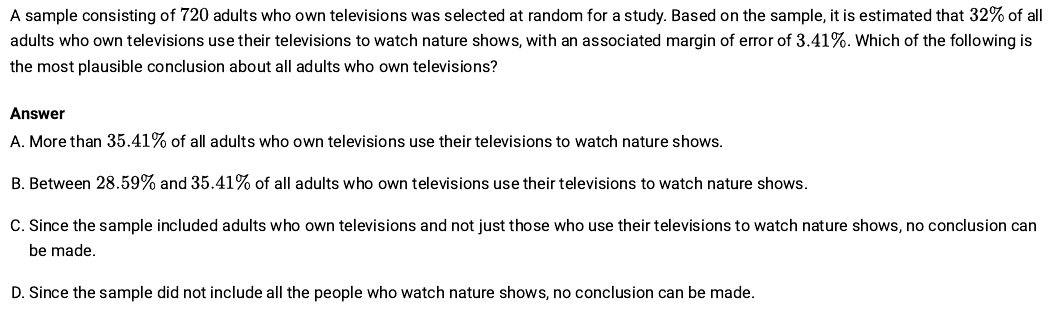 A sample consisting of 720 adults who own televisions was selected at random for a study. Based on the sample, it is estimated that 32% of all
adults who own televisions use their televisions to watch nature shows, with an associated margin of error of 3.41%. Which of the following is
the most plausible conclusion about all adults who own televisions?
Answer
A. More than 35.41% of all adults who own televisions use their televisions to watch nature shows.
B. Between 28.59% and 35.41% of all adults who own televisions use their televisions to watch nature shows.
C. Since the sample included adults who own televisions and not just those who use their televisions to watch nature shows, no conclusion can
be made.
D. Since the sample did not include all the people who watch nature shows, no conclusion can be made.